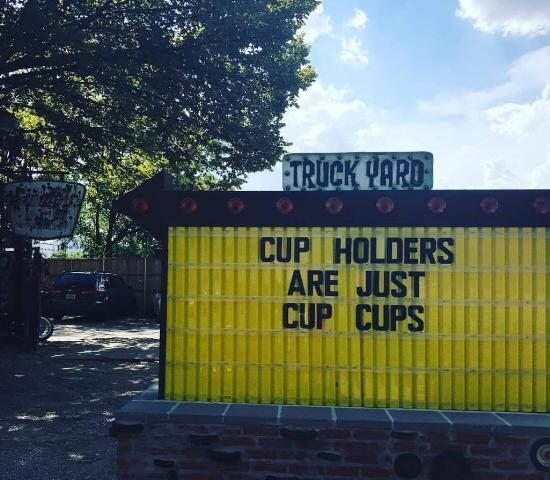 TRUCK YARD
CUP HOLDERS
ARE JUST
CUP CUPS